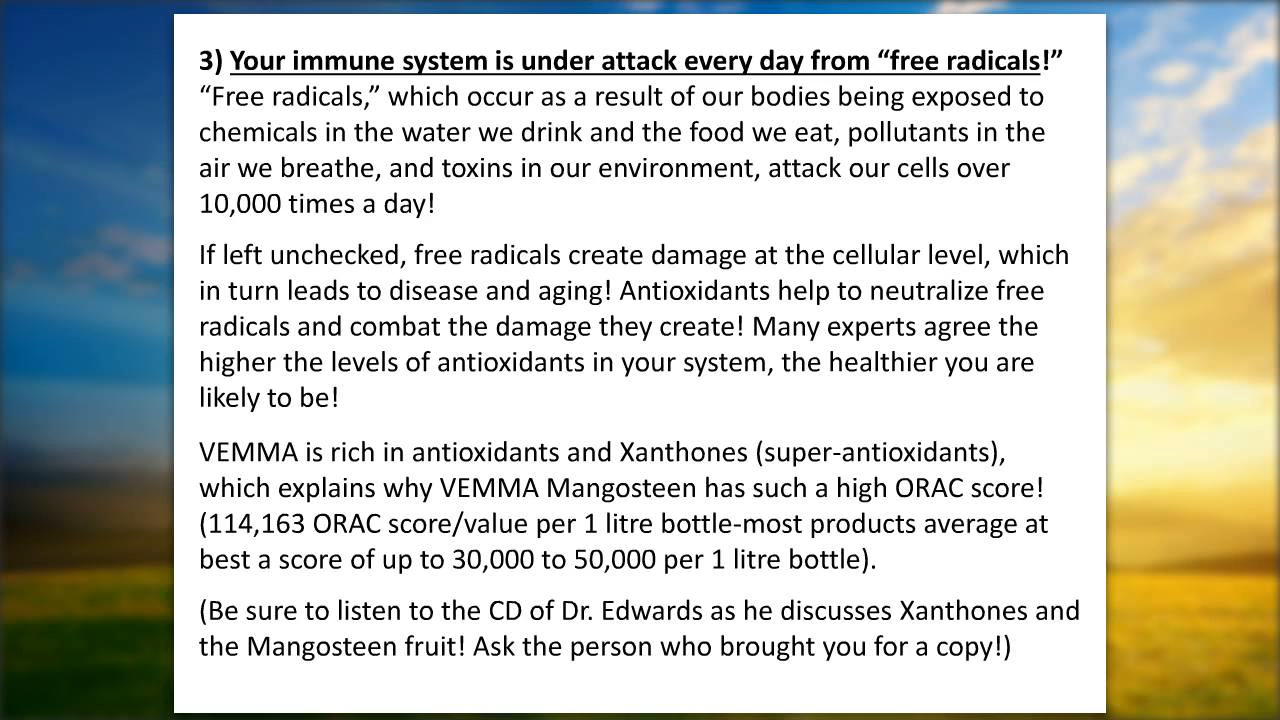 3) Your immune system is under attack every day from “free radicals!”
“Free radicals,” which occur as a result of our bodies being exposed to
chemicals in the water we drink and the food we eat, pollutants in the
air we breathe, and toxins in our environment, attack our cells over
10,000 times a day!
If left unchecked, free radicals create damage at the cellular level, which
in turn leads to disease and aging! Antioxidants help to neutralize free
radicals and combat the damage they create! Many experts agree the
higher the levels of antioxidants in your system, the healthier you are
likely to be!
VEMMA is rich in antioxidants and Xanthones (super-antioxidants),
which explains why VEMMA Mangosteen has such a high ORAC score!
(114,163 ORAC score/value per 1 litre bottle-most products average at
best a score of up to 30,000 to 50,000 per 1 litre bottle).
(Be sure to listen to the CD of Dr. Edwards as he discusses Xanthones and
the Mangosteen fruit! Ask the person who brought you for a copy!)